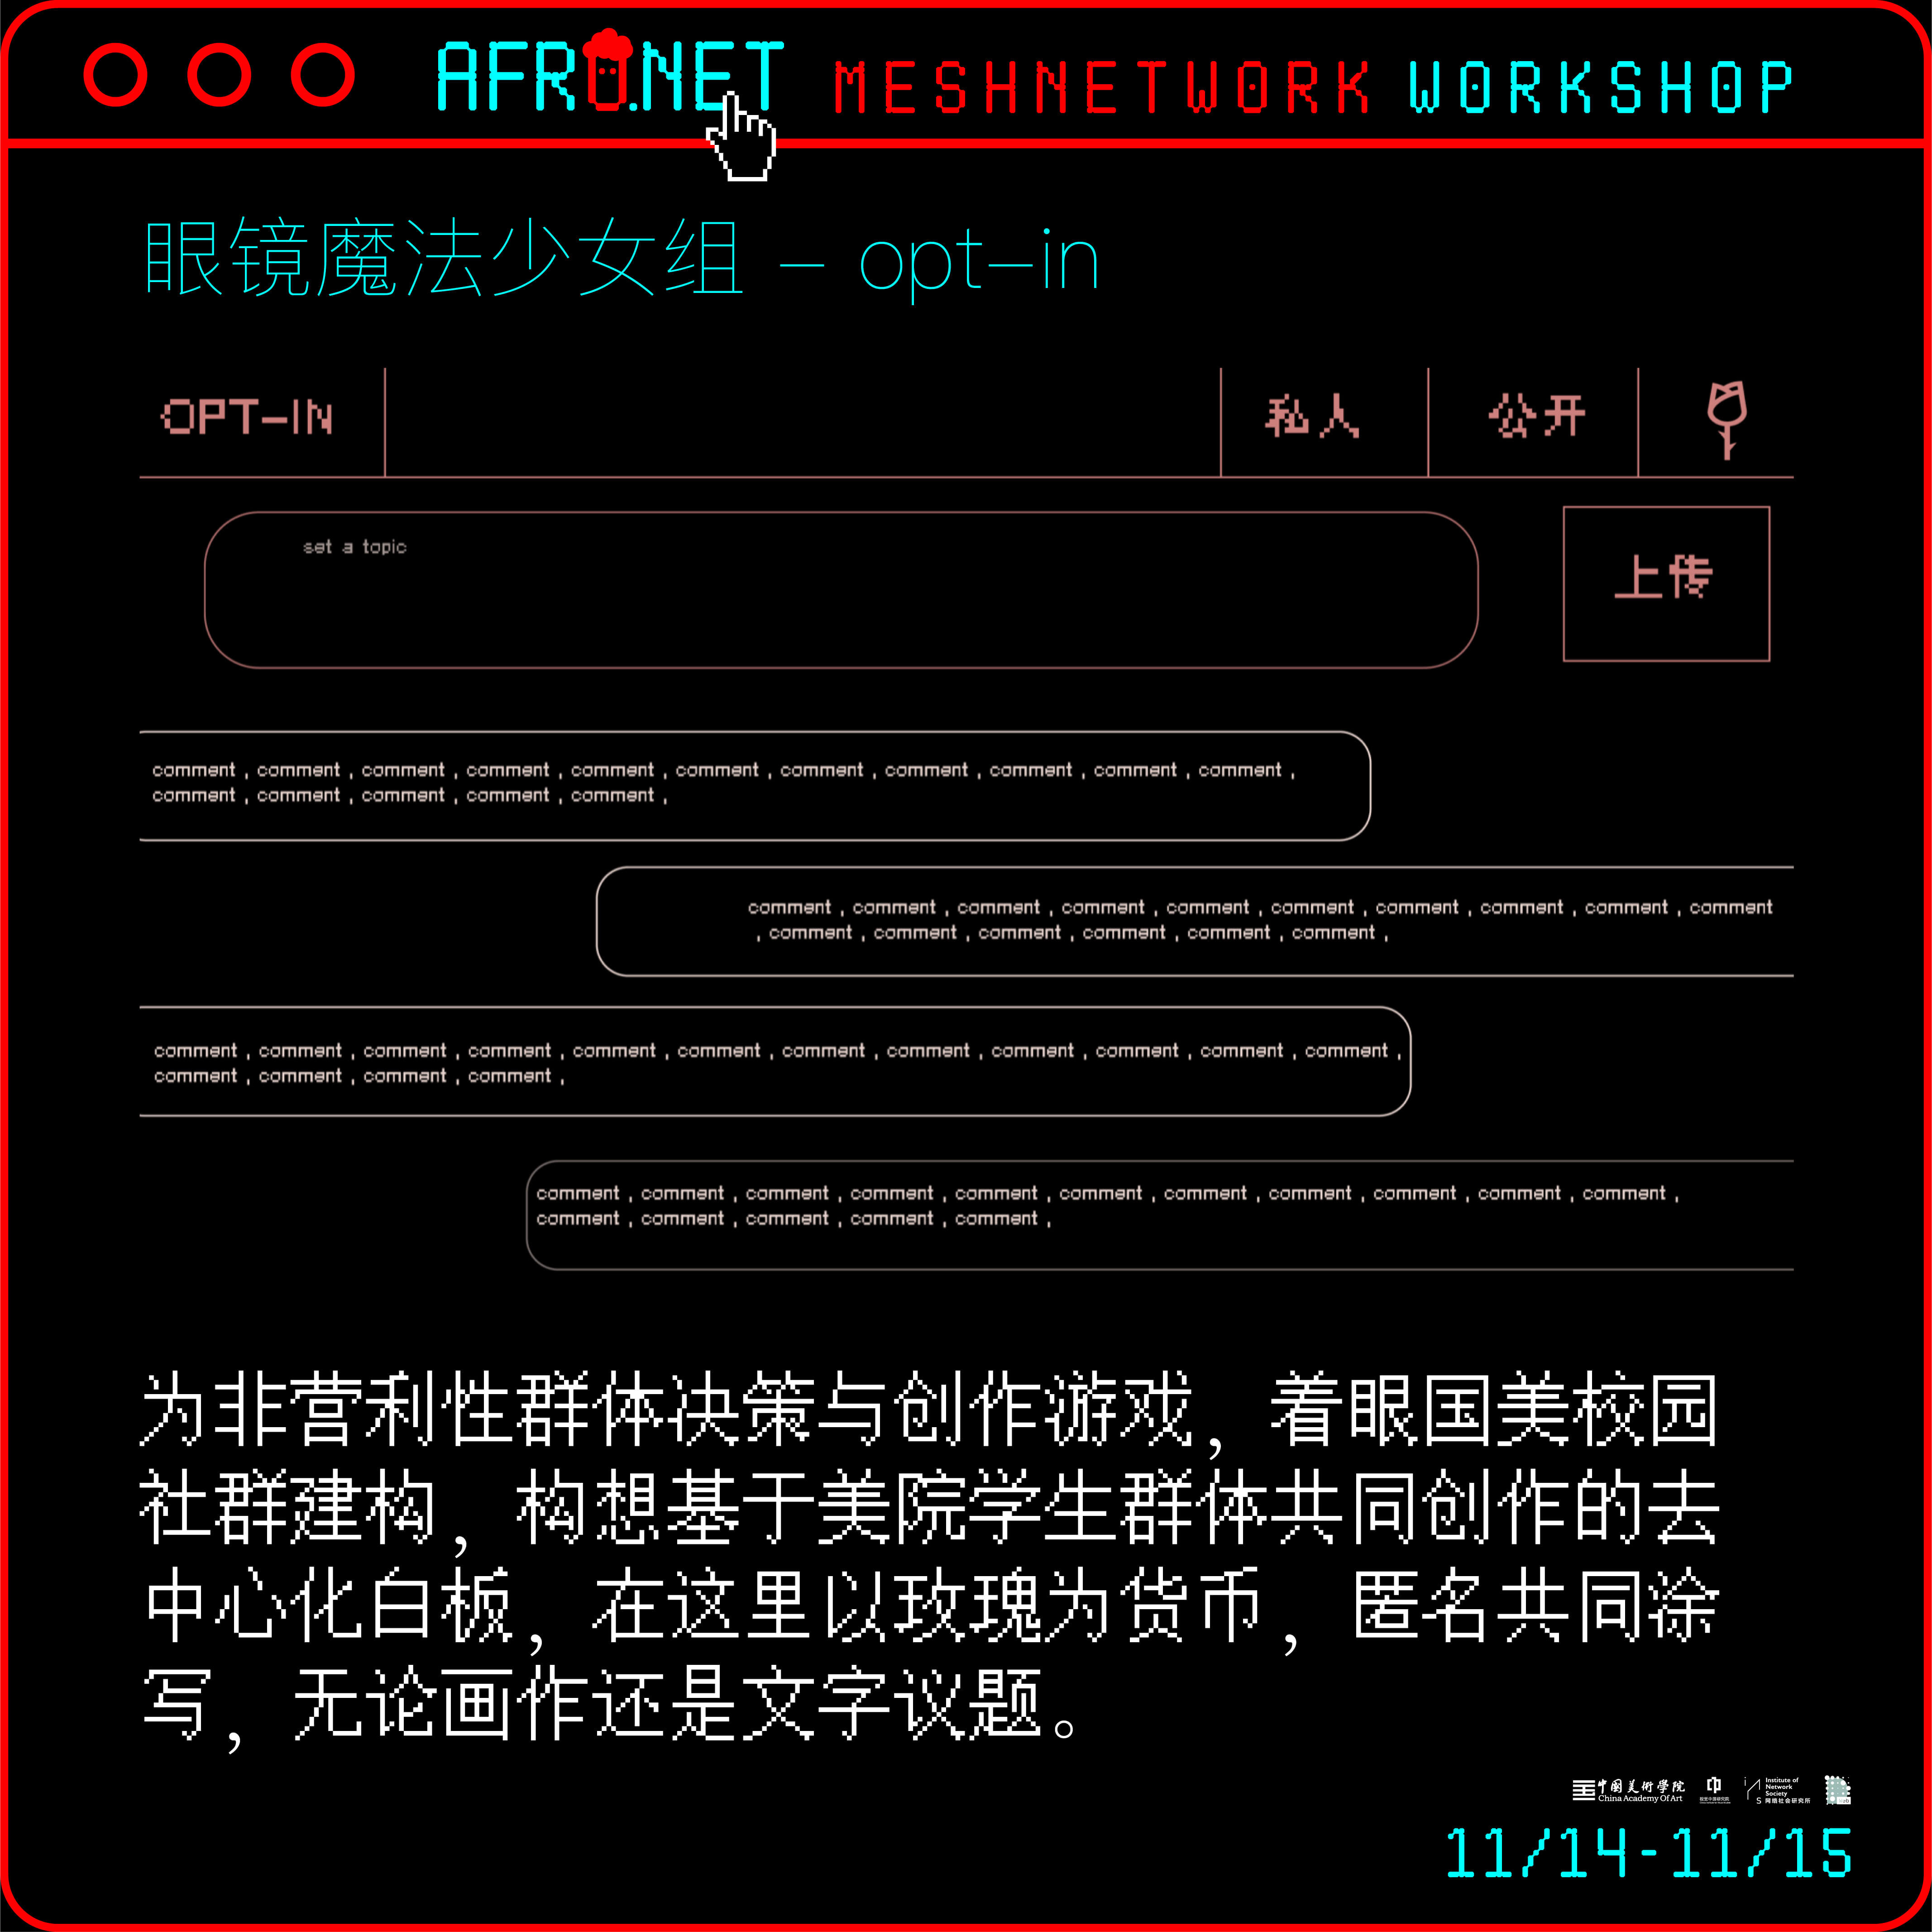 AFRO.NET MESHNETWORK WORKSHOP
眼镜魔法少女组 - opt-in
OPT-IN 私人 公开
set a topic
上传
comment , comment , comment , comment , comment , comment , comment , comment , comment , comment , comment ,
comment , comment , comment , comment , comment ,
comment , comment , comment , comment , comment , comment , comment , comment , comment , comment
, comment , comment , comment , comment , comment , comment ,
comment , comment , comment , comment , comment , comment , comment , comment , comment , comment , comment , comment ,
comment , comment , comment , comment ,
comment , comment , comment , comment , comment , comment , comment , comment , comment , comment , comment ,
comment , comment , comment , comment , comment ,
为非营利性群体决策与创作游戏，着眼国美校园
社群建构，构想基于美院学生群体共同创作的去
中心化白板，在这里以玫瑰为货币，匿名共同涂
写，无论画作还是文字议题。
中国美術學院
China Academy Of Art
Institute of
Network
Society
网络社会研究所
11/14-11/15